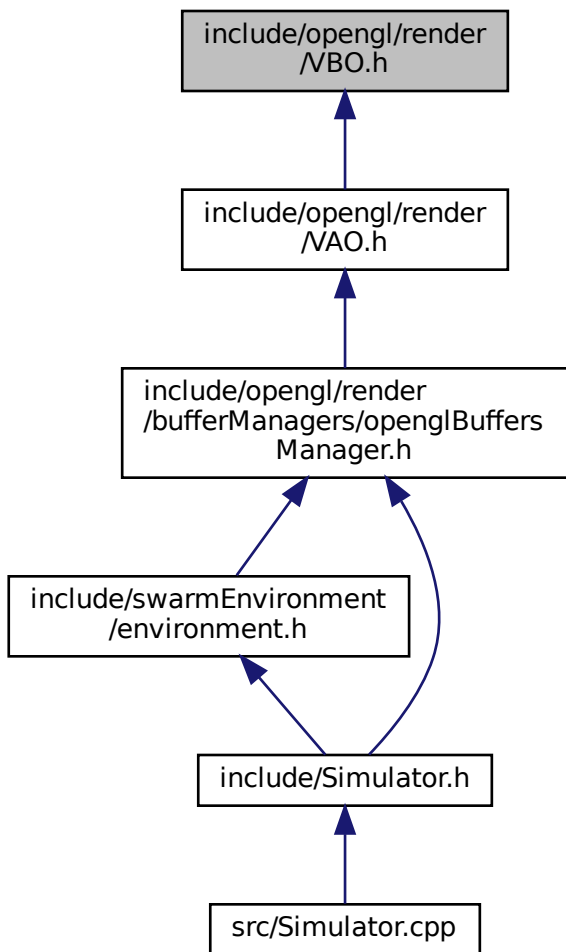 include/opengl/render
/VBO.h
include/opengl/render
/VAO.h
include/opengl/render
/bufferManagers/openglBuffers
Manager.h
include/swarmEnvironment
/environment.h
include/Simulator.h
src/Simulator.cpp